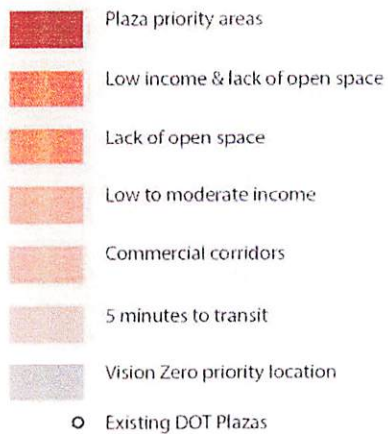 Plaza priority areas
Low income & lack of open space
Lack of open space
Low to moderate income
Commercial corridors
5 minutes to transit
Vision Zero priority location
Existing DOT Plazas